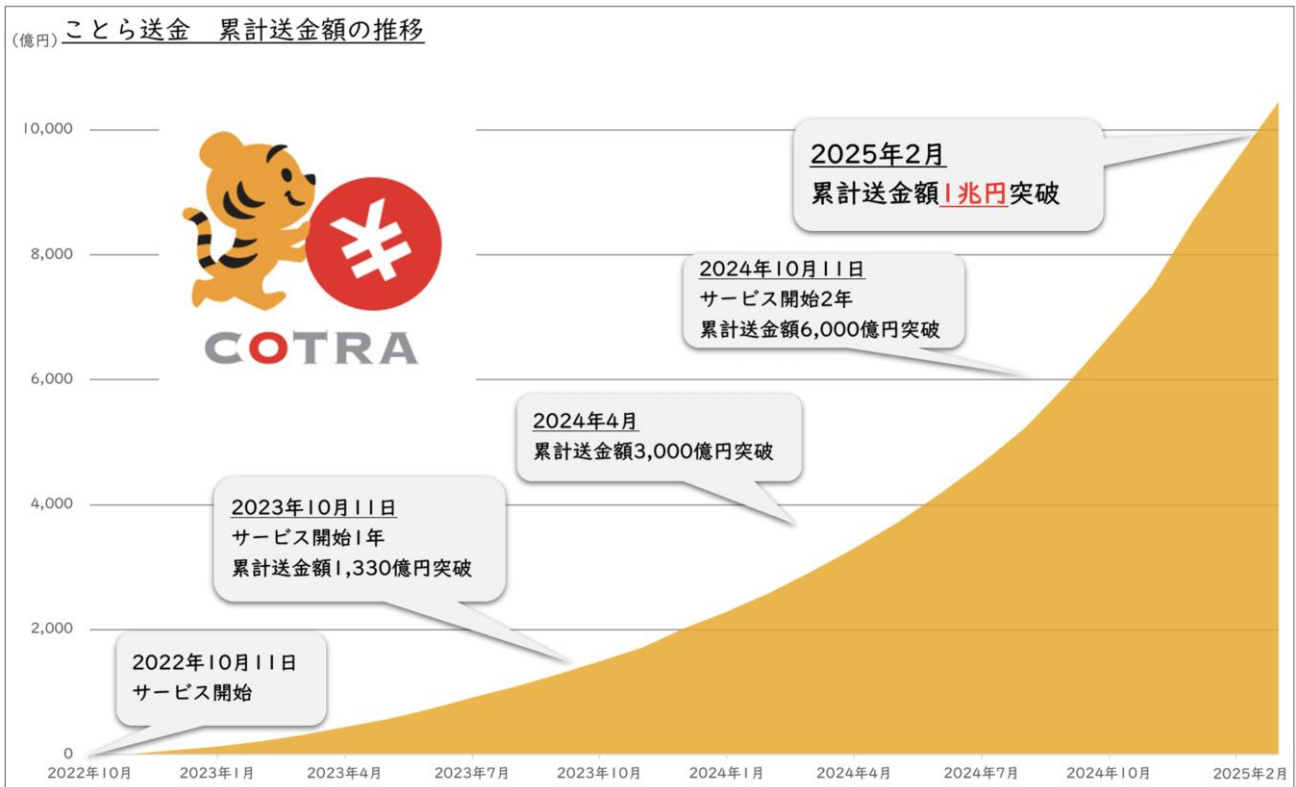 ことら送金　累計送金額の推移
(億円)
10,000
8,000
6,000
4,000
2,000
0
¥
COTRA
2025年2月
累計送金額1兆円突破
2024年10月11日
サービス開始2年
累計送金額6,000億円突破
2024年4月
累計送金額3,000億円突破
2023年10月11日
サービス開始1年
累計送金額1,330億円突破
2022年10月11日
サービス開始
2022年10月
2023年1月
2023年4月
2023年7月
2023年10月
2024年1月
2024年4月
2024年7月
2024年10月
2025年2月